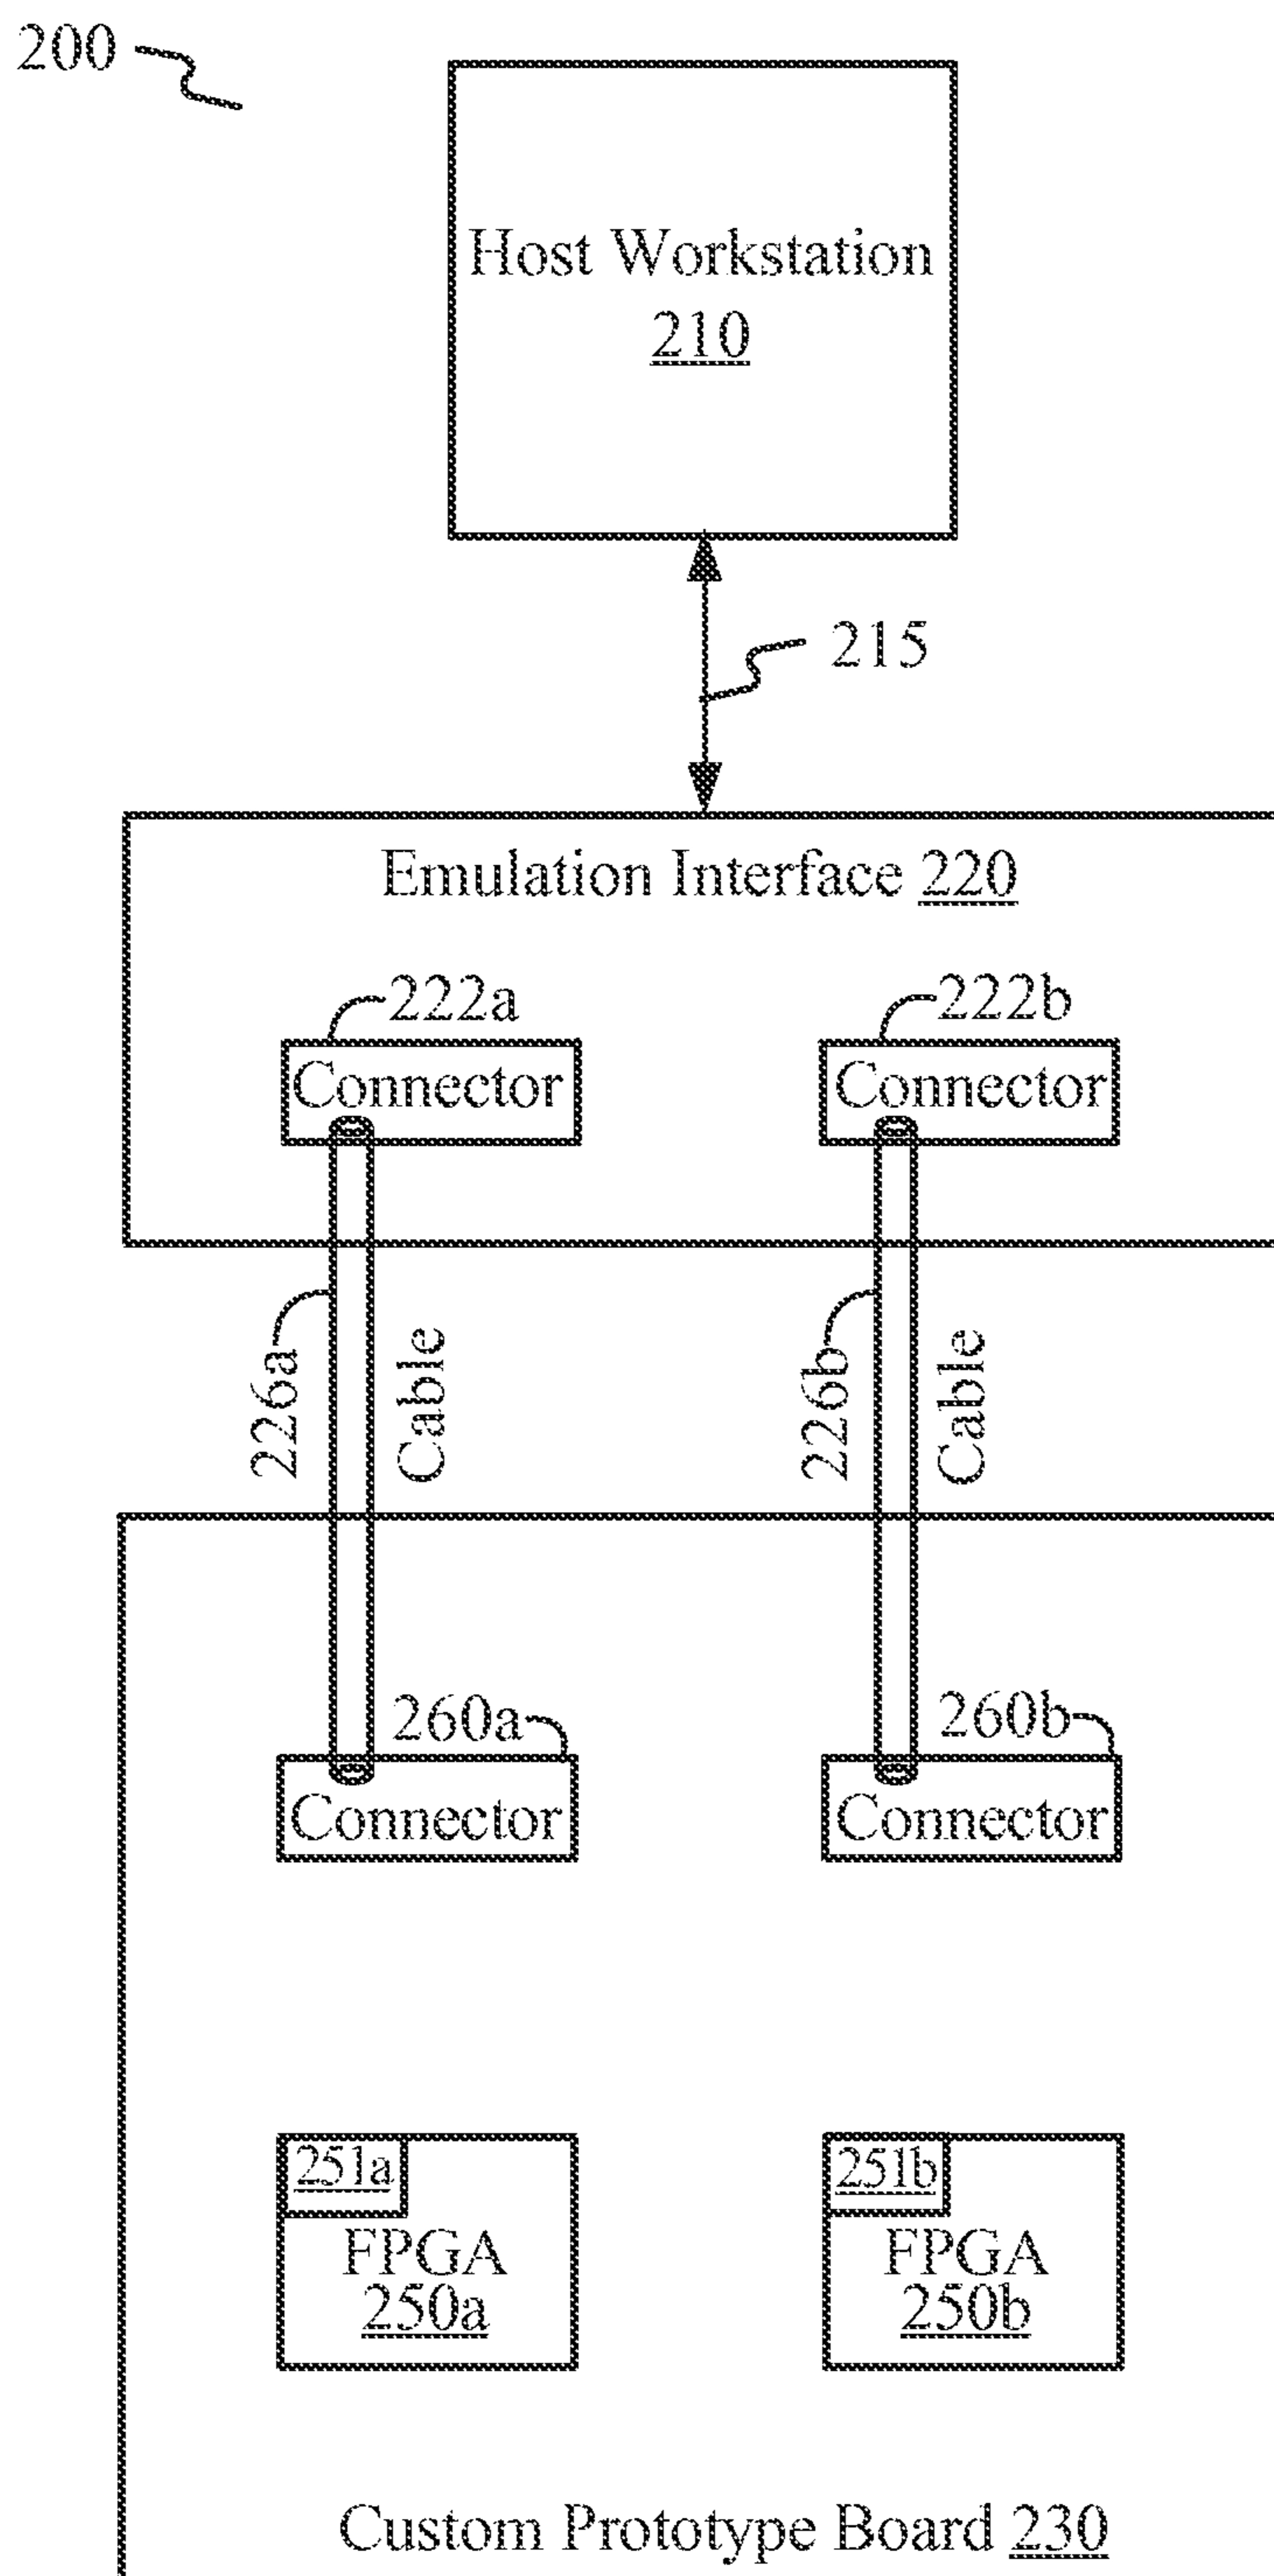 200
Host Workstation
210
215
Emulation Interface 220
222a
222b
Connector
Connector
226a
Cable
226b
Cable
260a
260b
Connector
Connector
251a
251b
FPGA
FPGA
250a
250b
Custom Prototype Board 230